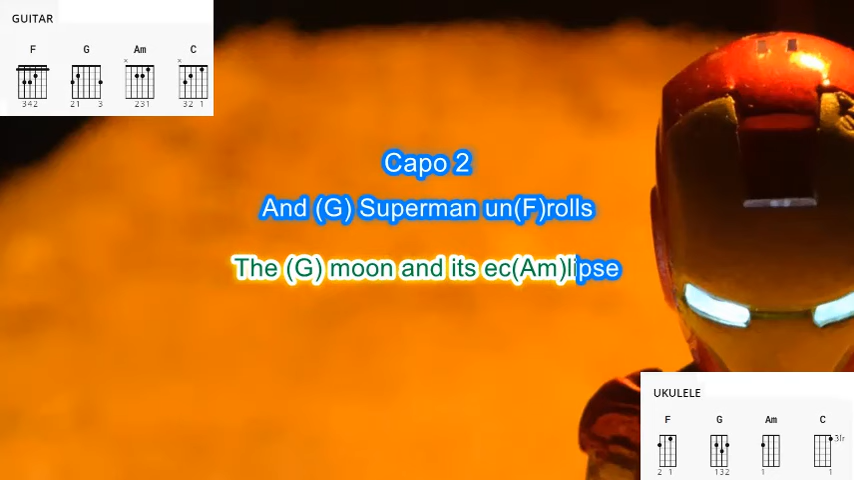 GUITAR
F G Am C
× ×
342 21 3 231 32 1
Capo 2
And (G) Superman un(F)rolls
The (G) moon and its ec(Am)lipse
UKULELE
F G Am C
3fr
2 1 132 1 1